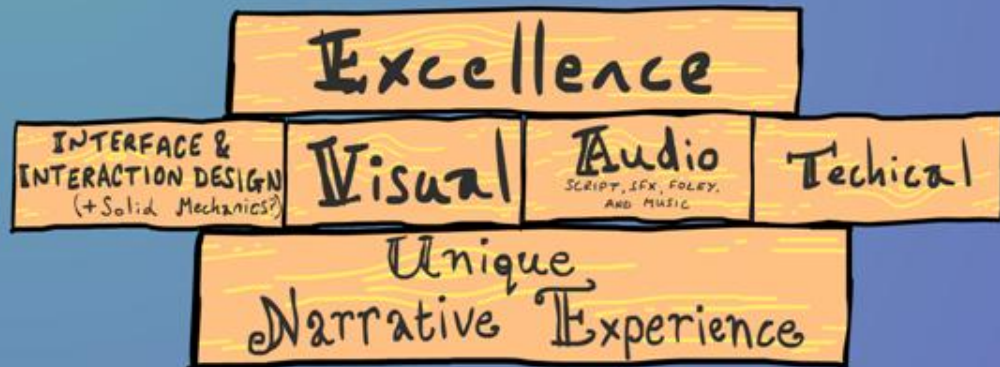 Excellence
INTERFACE &
INTERACTION DESIGN
(+Solid Mechanics?)
Visual
Audio
SCRIPT, SFX, FOLEY,
AND MUSIC
Techical
Unique
Narrative Experience